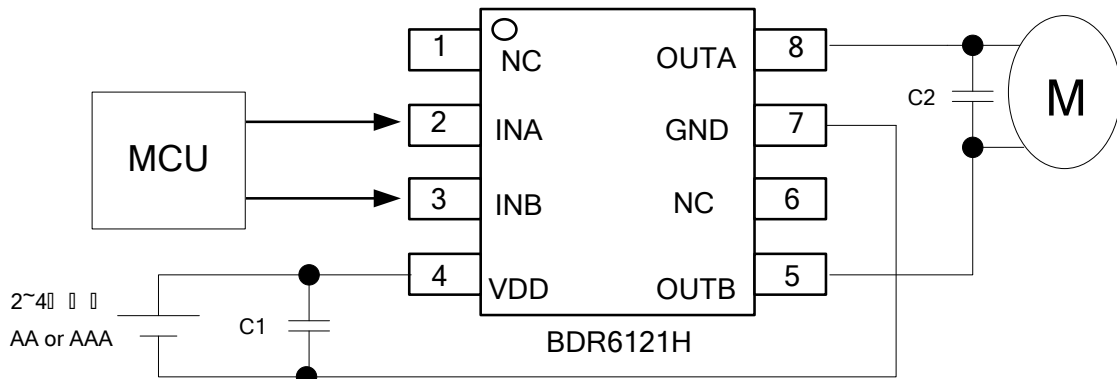 1
NC
OUTA
8
C2
M
MCU
2
INA
GND
7
3
INB
NC
6
4
VDD
OUTB
5
2~4
AA or AAA
C1
BDR6121H